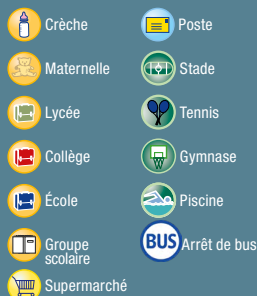 Crèche
Maternelle
Lycée
Collège
École
Groupe
scolaire
Supermarché
Poste
Stade
Tennis
Gymnase
Piscine
BUS Arrêt de bus